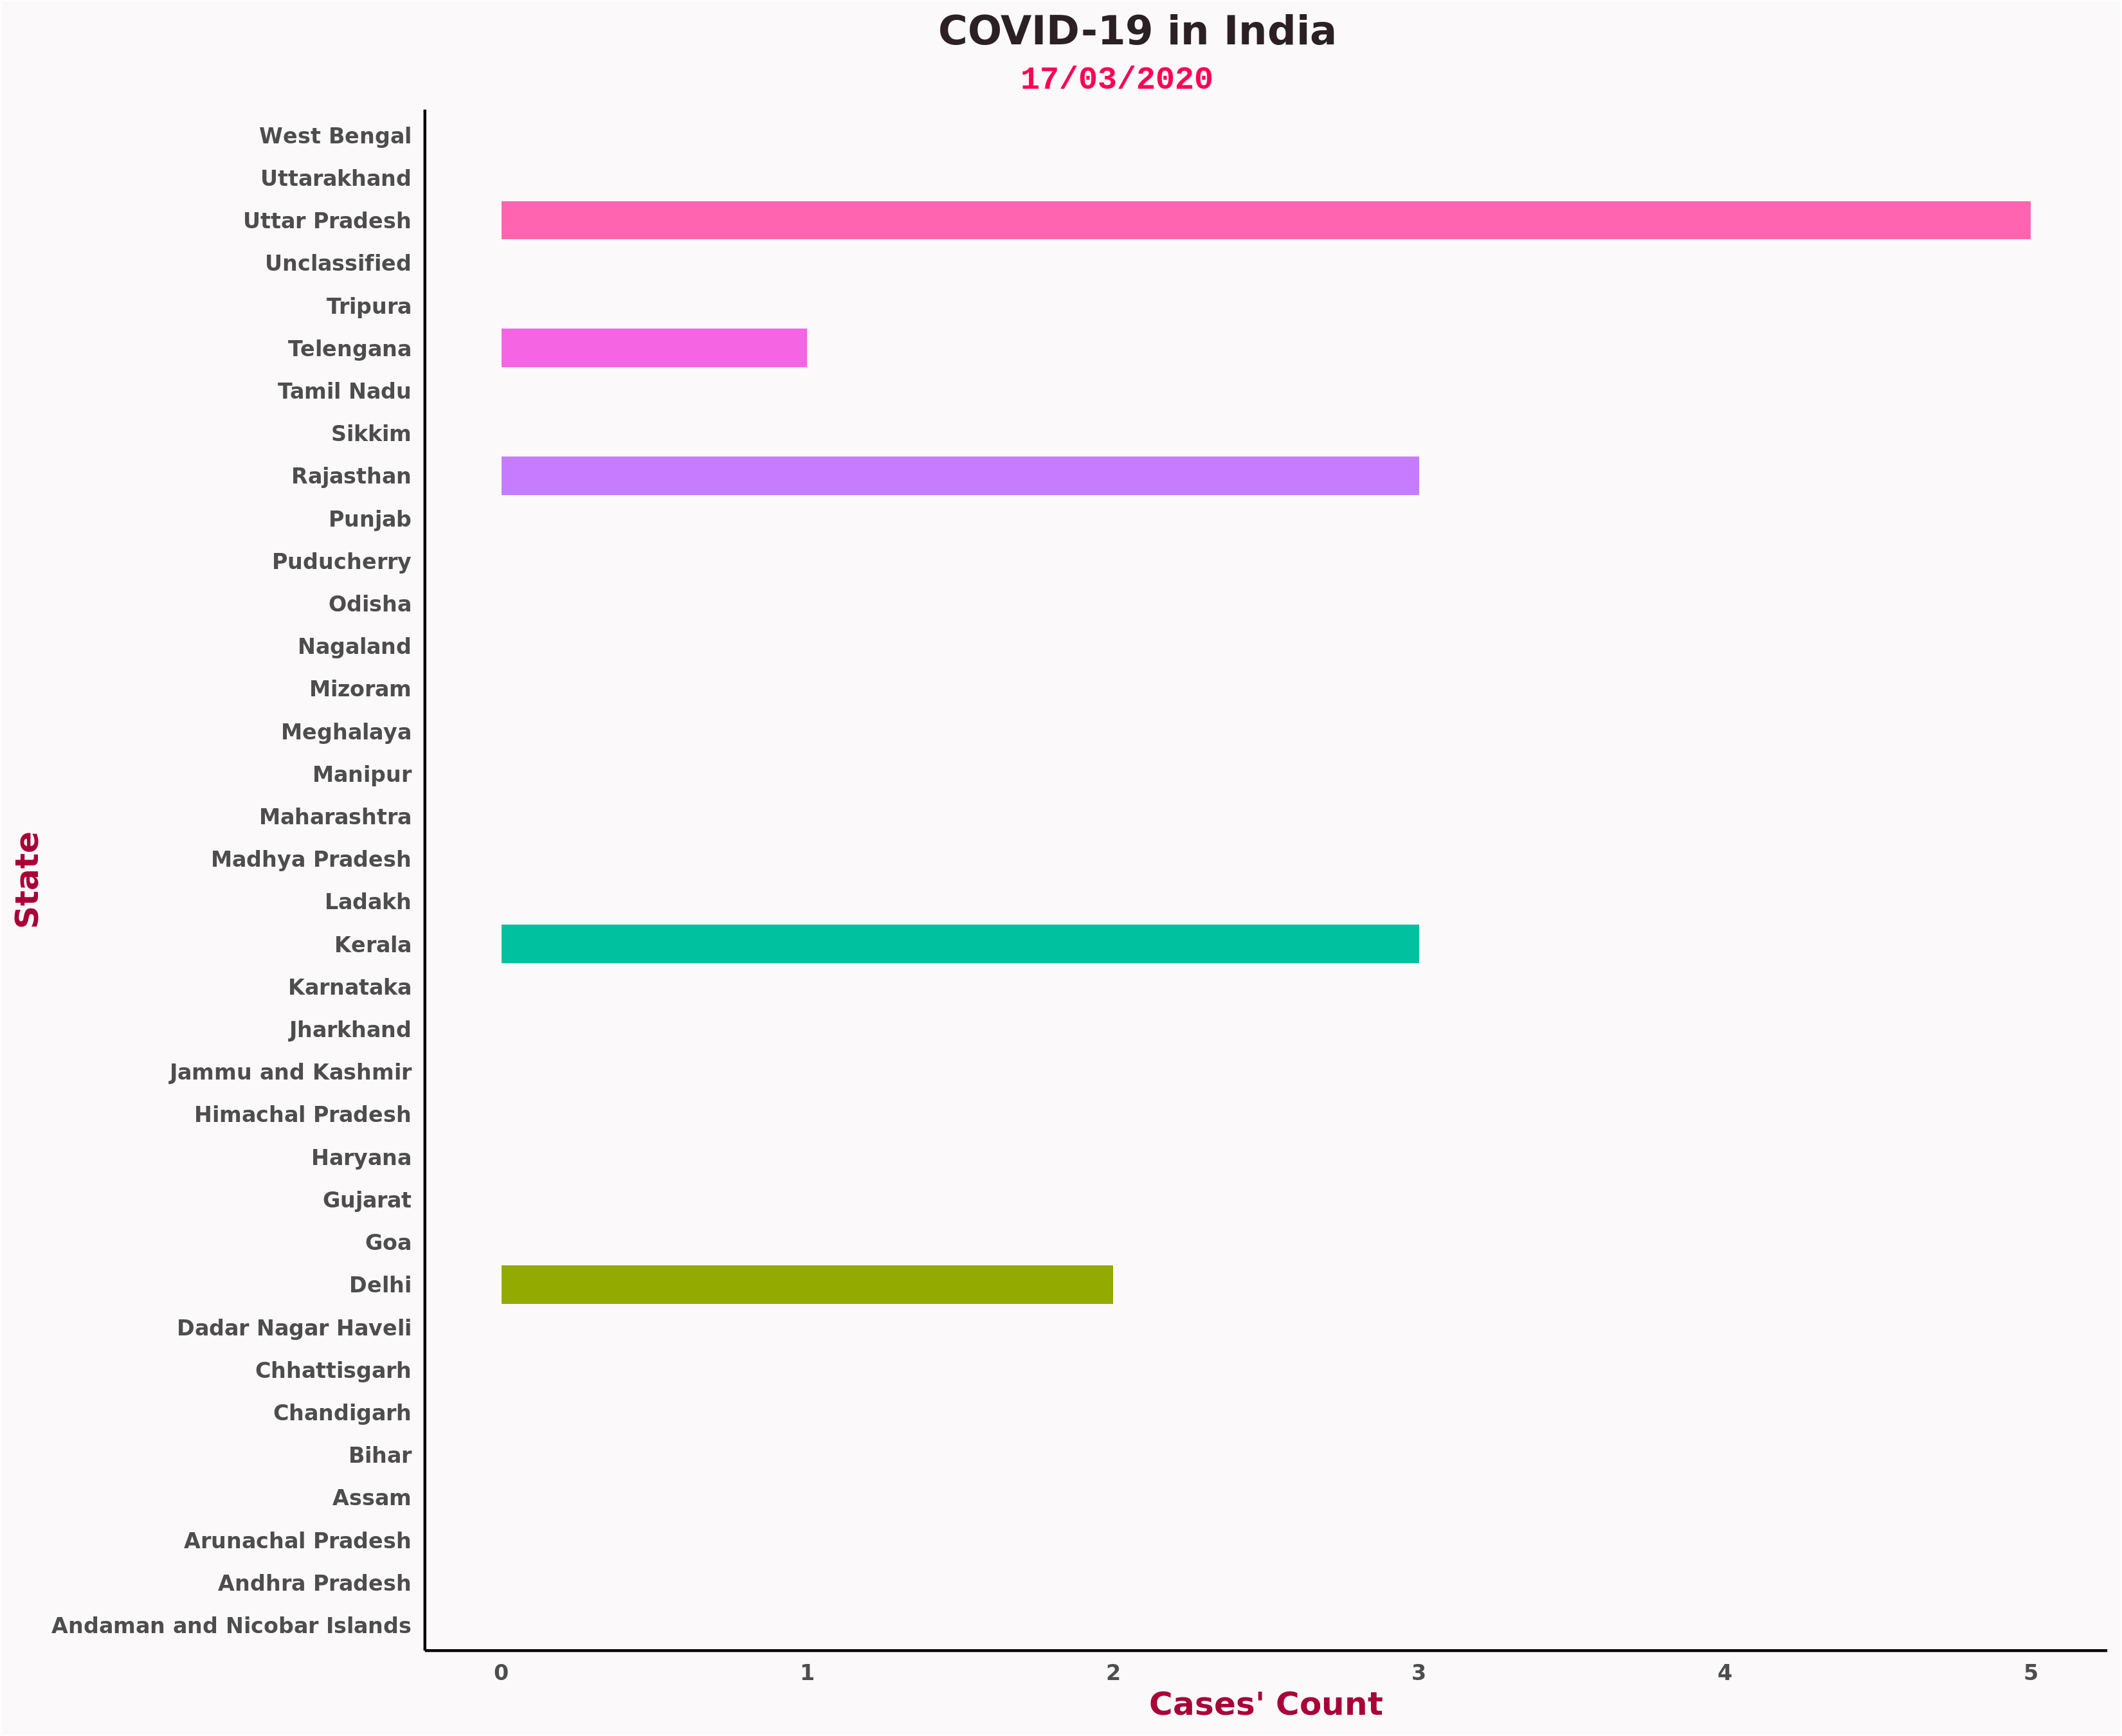 COVID-19 in India
17/03/2020
West Bengal
Uttarakhand
Uttar Pradesh
Unclassified
Tripura
Telengana
Tamil Nadu
Sikkim
Rajasthan
Punjab
Puducherry
Odisha
Nagaland
Mizoram
Meghalaya
Manipur
Maharashtra
Madhya Pradesh
Ladakh
Kerala
Karnataka
Jharkhand
Jammu and Kashmir
Himachal Pradesh
Haryana
Gujarat
Goa
Delhi
Dadar Nagar Haveli
Chhattisgarh
Chandigarh
Bihar
Assam
Arunachal Pradesh
Andhra Pradesh
Andaman and Nicobar Islands
State
0 1 2 3 4 5
Cases' Count